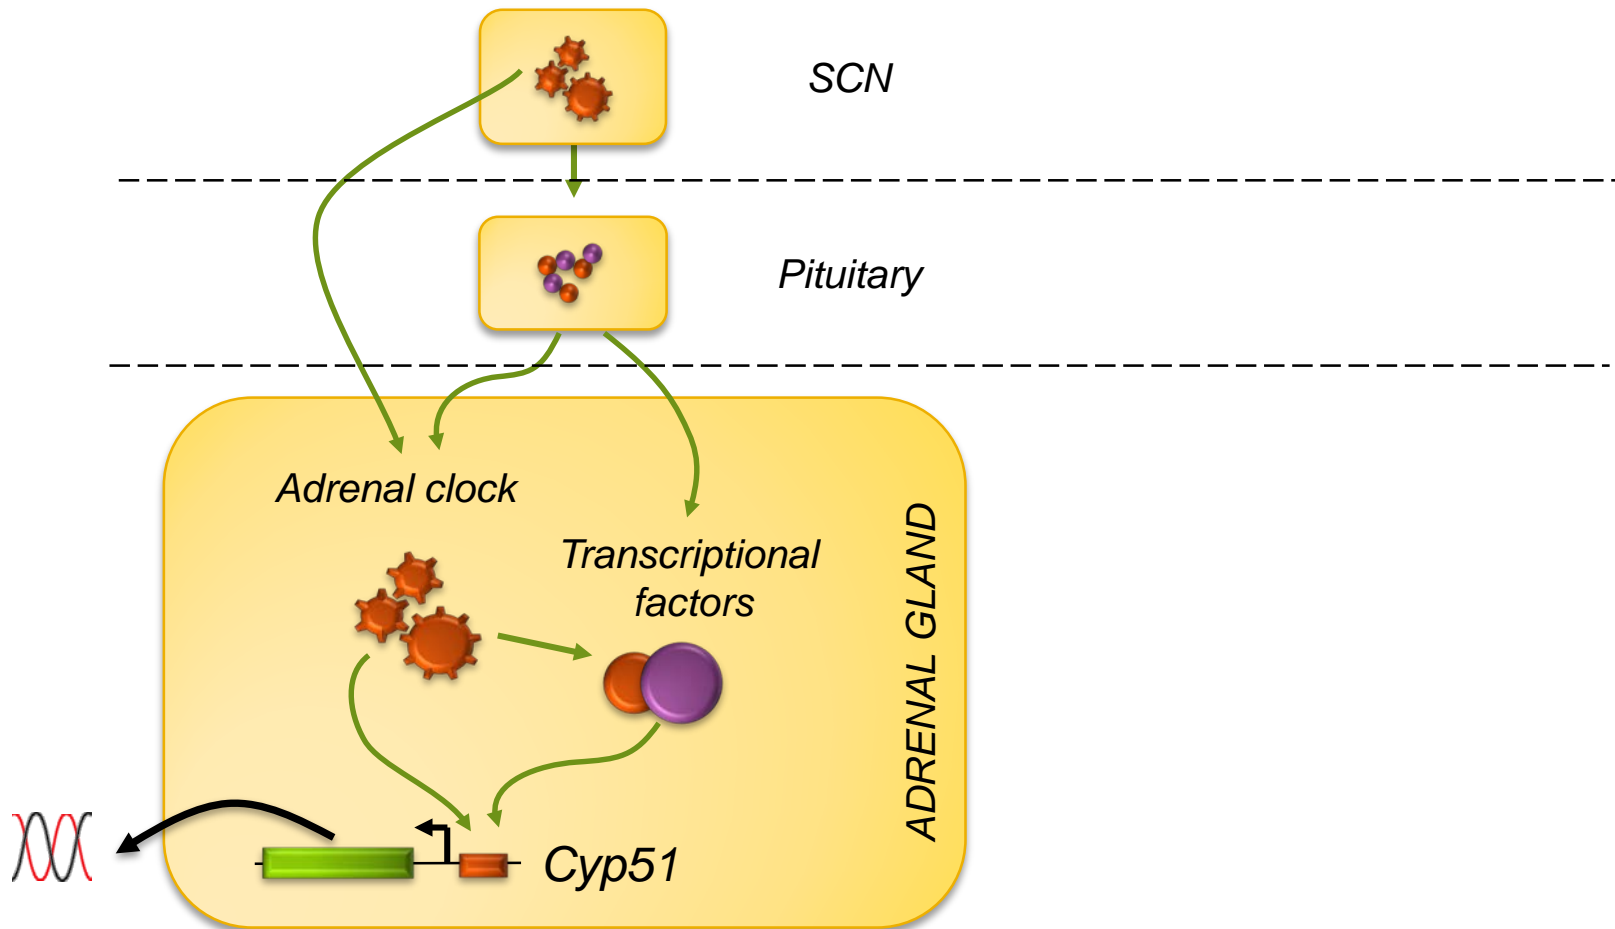 SCN
Pituitary
Adrenal clock
Transcriptional
factors
ADRENAL GLAND
Cyp51